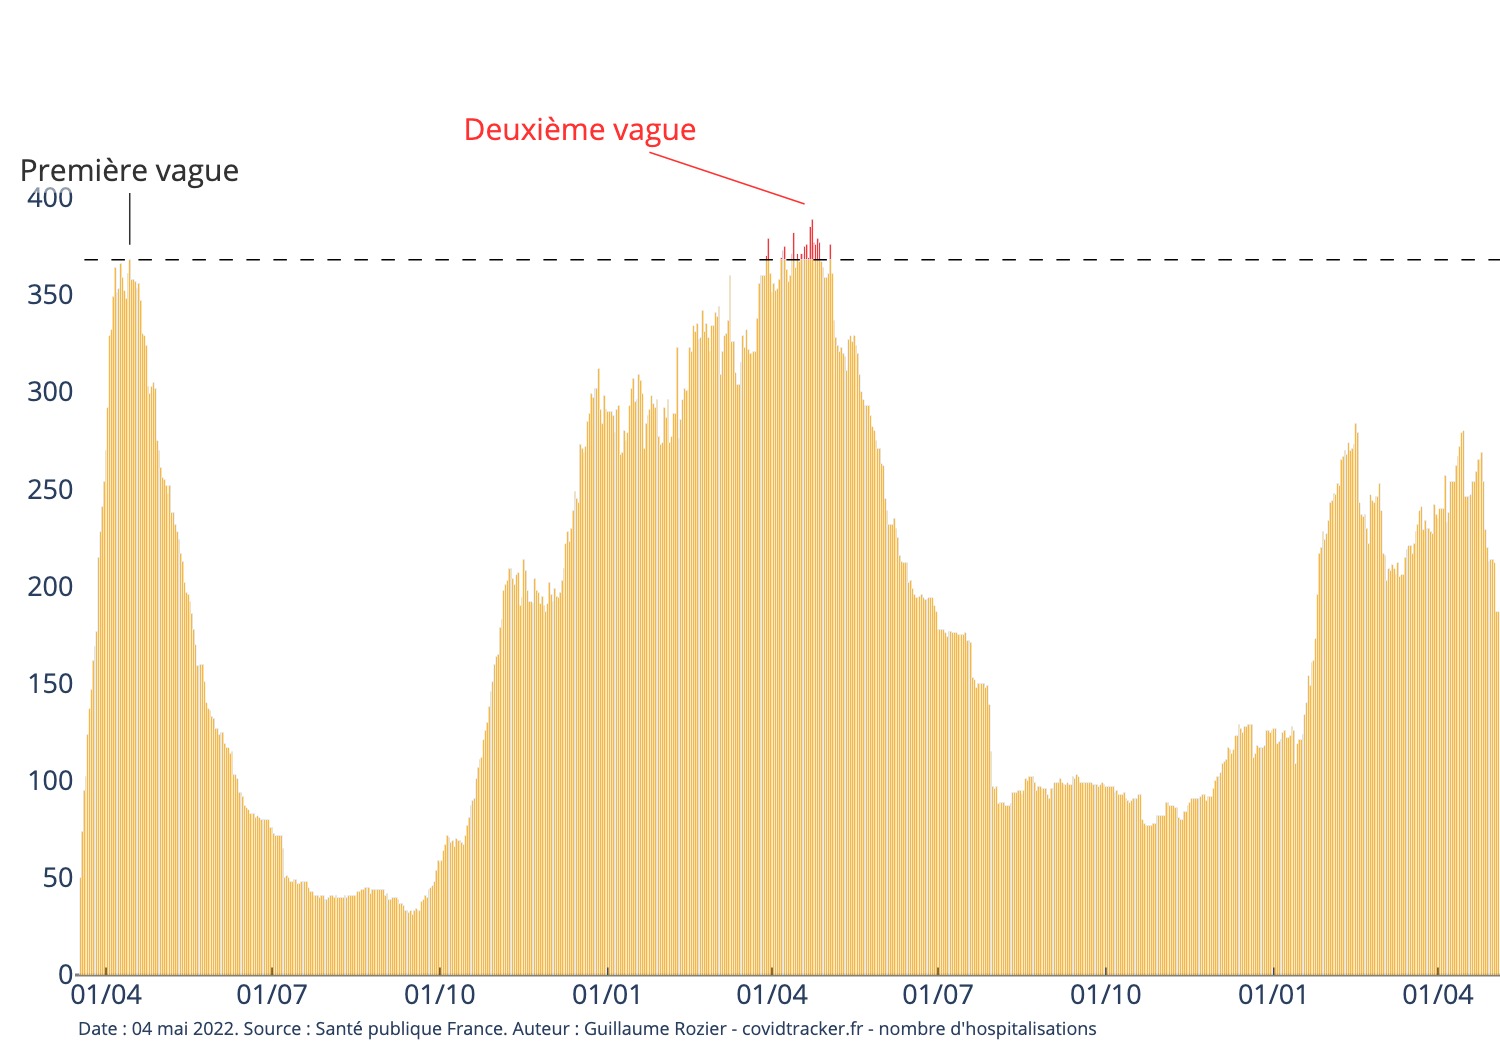 Deuxième vague
Première vague
400
350
300
250
200
150
100
50
0
01/04 01/07 01/10 01/01 01/04 01/07 01/10 01/01 01/04
Date : 04 mai 2022. Source : Santé publique France. Auteur : Guillaume Rozier - covidtracker.fr - nombre d'hospitalisations